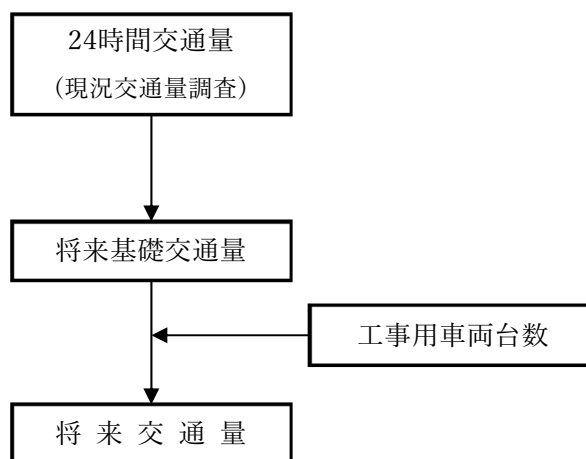 24時間交通量
(現況交通量調査)
将来基礎交通量
工事用車両台数
将 来 交 通 量